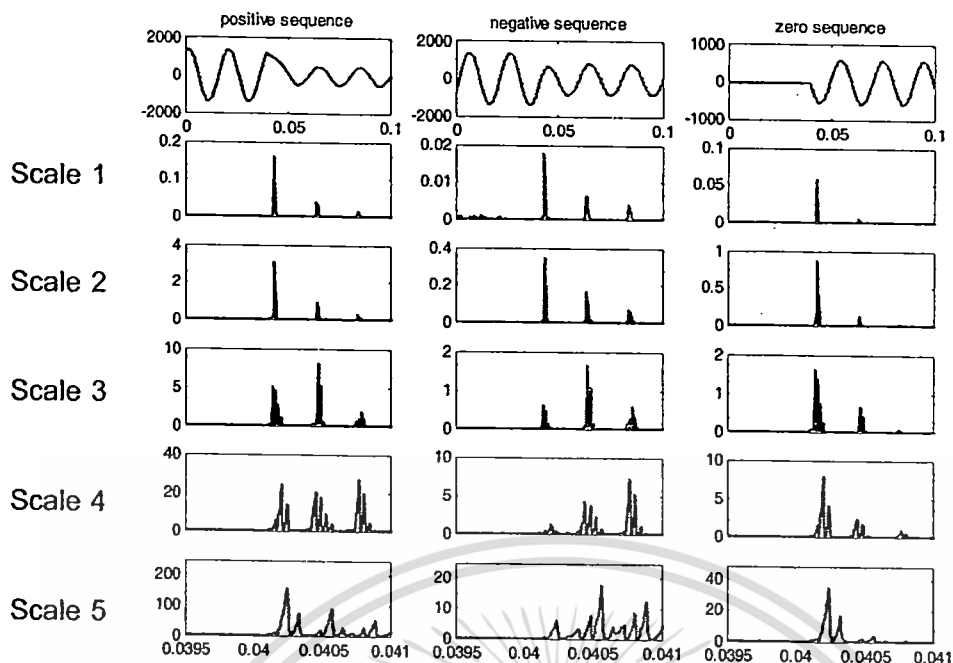 positive sequence negative sequence zero sequence
2000 2000 1000
0 0 0
-2000 -2000 -1000
0 0.05 0.1 0 0.05 0.1 0 0.05 0.1
Scale 1
0.2 0.02 0.1
0.1 0.01 0.05
0 0 0
Scale 2
4 0.4 1
2 0.2 0.5
0 0 0
Scale 3
10 2 2
5 1 1
0 0 0
Scale 4
40 10 10
20 5 5
0 0 0
Scale 5
200 20 40
100 10 20
0 0 0
0.0395 0.04 0.0405 0.041 0.0395 0.04 0.0405 0.041 0.0395 0.04 0.0405 0.041